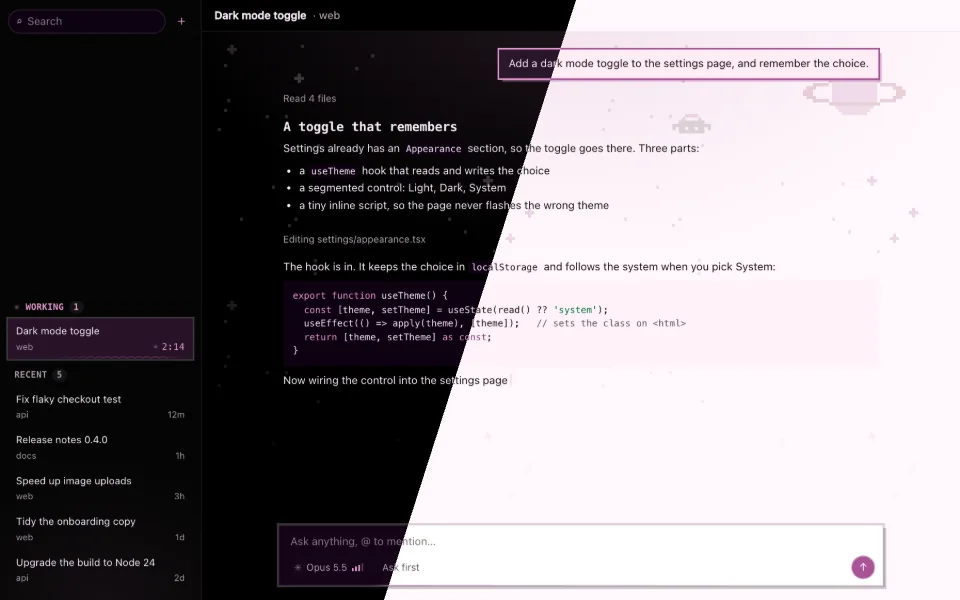 Search
+
Dark mode toggle · web
Add a dark mode toggle to the settings page, and remember the choice.
Read 4 files
A toggle that remembers
Settings already has an Appearance section, so the toggle goes there. Three parts:
• a useTheme hook that reads and writes the choice
• a segmented control: Light, Dark, System
• a tiny inline script, so the page never flashes the wrong theme
Editing settings/appearance.tsx
The hook is in. It keeps the choice in localStorage and follows the system when you pick System:
export function useTheme() {
const [theme, setTheme] = useState(read() ?? 'system');
useEffect(() => apply(theme), [theme]); // sets the class on <html>
return [theme, setTheme] as const;
}
Now wiring the control into the settings page
WORKING 1
Dark mode toggle
web 2:14
RECENT 5
Fix flaky checkout test
api 12m
Release notes 0.4.0
docs 1h
Speed up image uploads
web 3h
Tidy the onboarding copy
web 1d
Upgrade the build to Node 24
api 2d
Ask anything, @ to mention...
Opus 5.5 Ask first